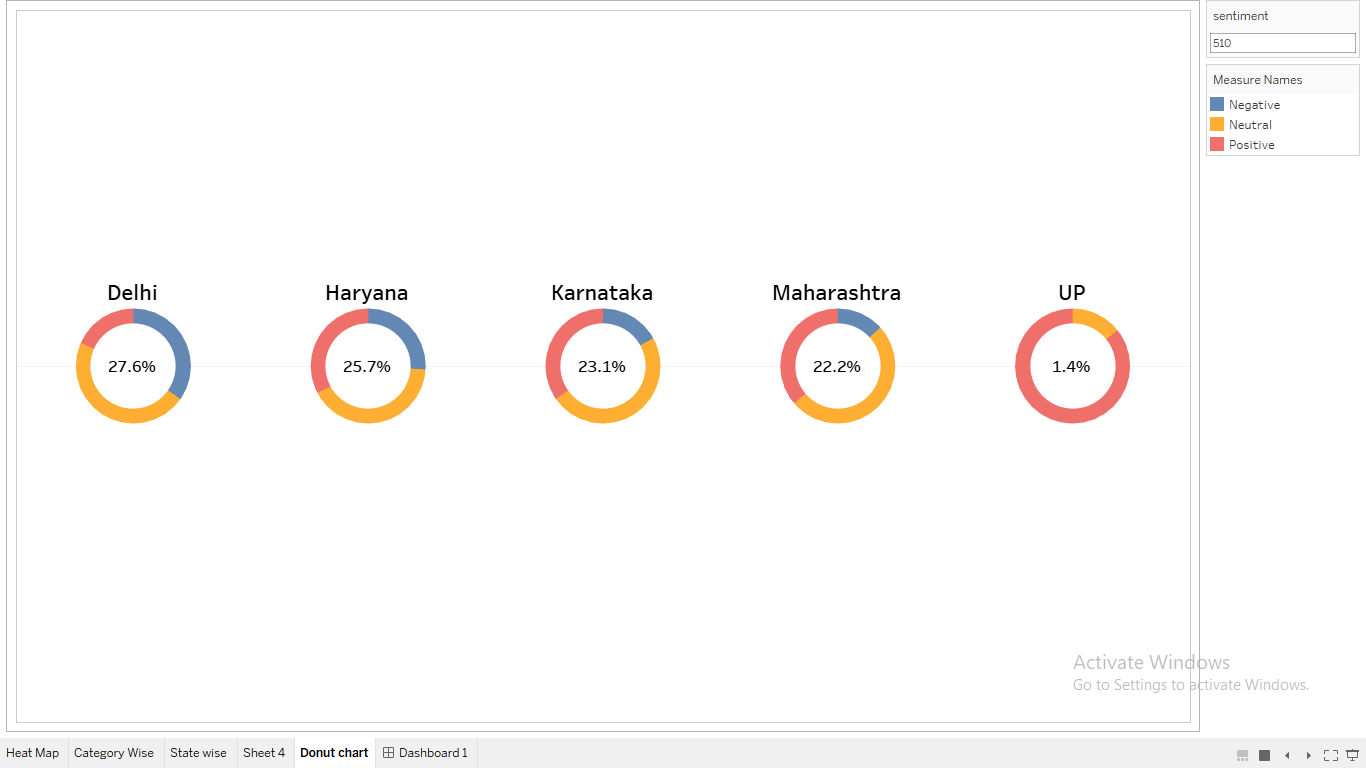 sentiment
510
Measure Names
Negative
Neutral
Positive
Delhi
Haryana
Karnataka
Maharashtra
UP
27.6%
25.7%
23.1%
22.2%
1.4%
Activate Windows
Go to Settings to activate Windows.
Heat Map
Category Wise
State wise
Sheet 4
Donut chart
Dashboard 1